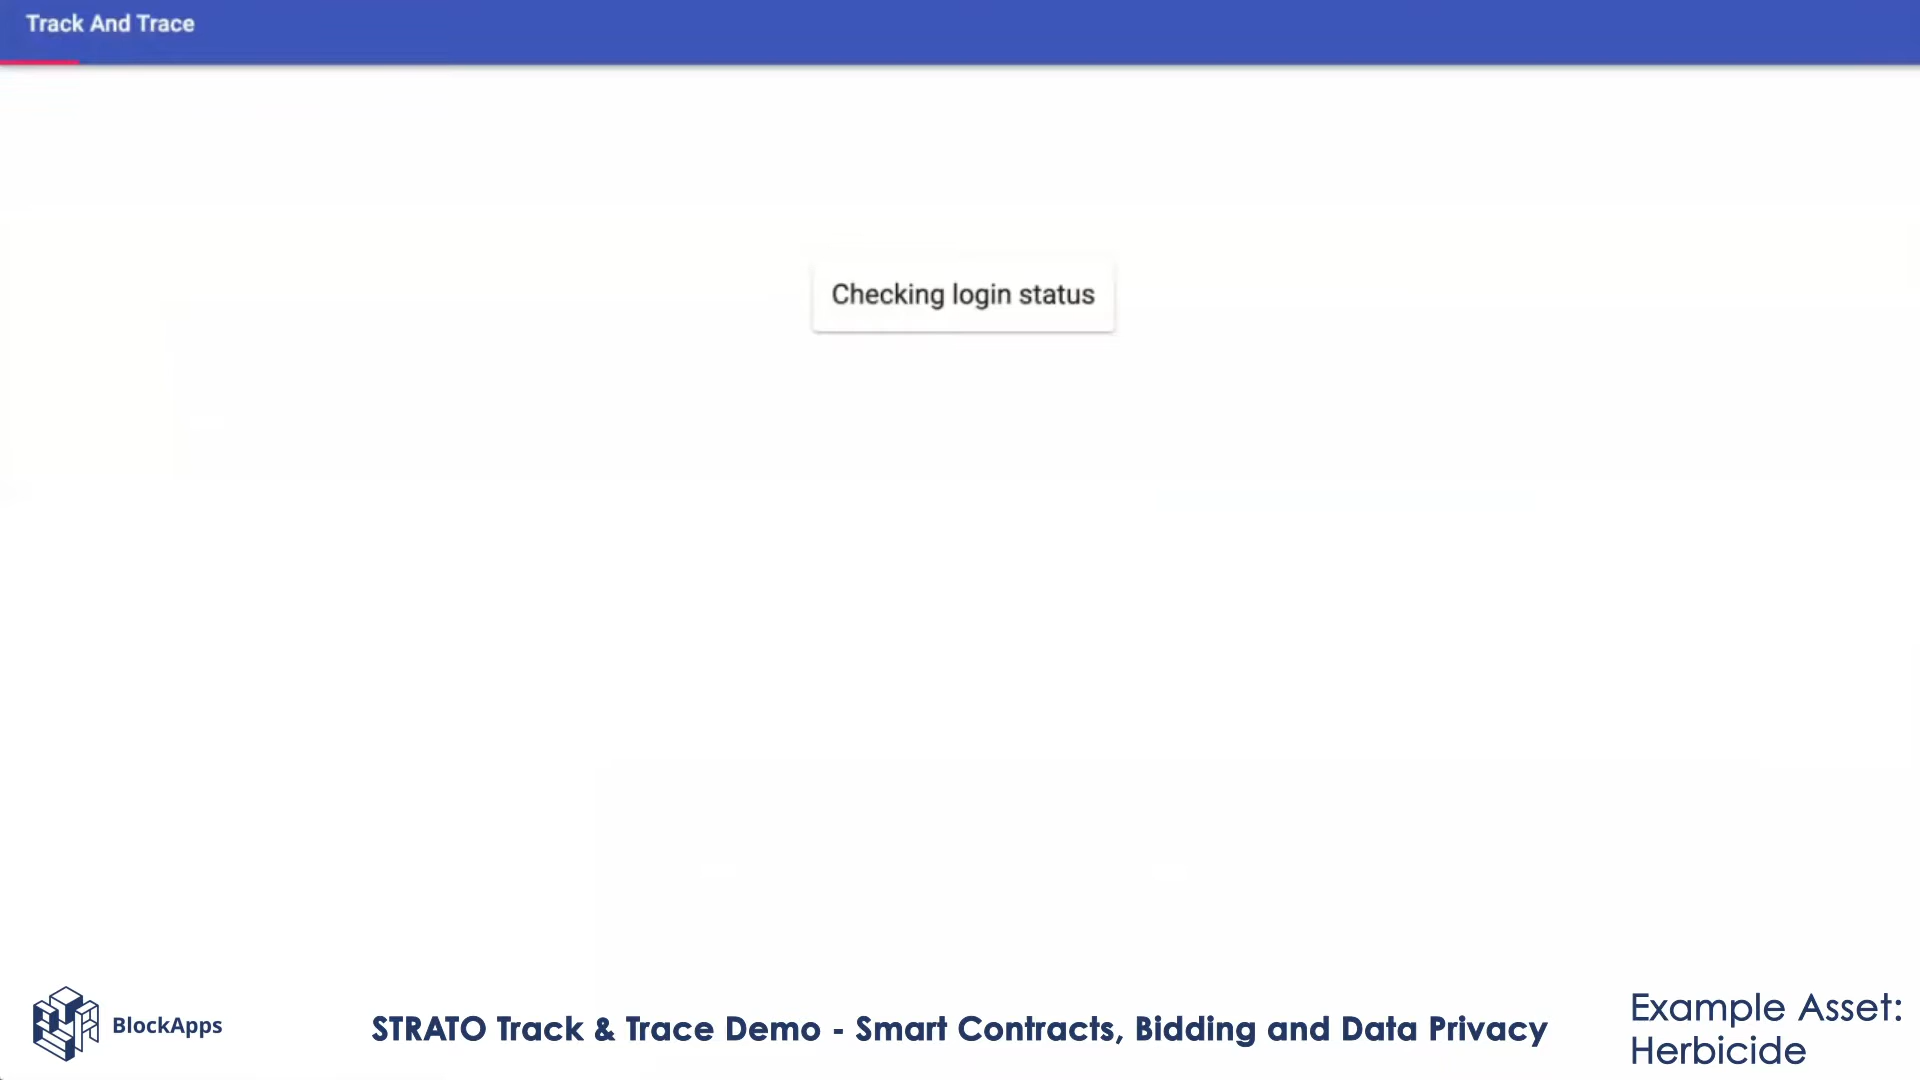 Track And Trace
Checking login status
BlockApps
STRATO Track & Trace Demo - Smart Contracts, Bidding and Data Privacy
Example Asset:
Herbicide